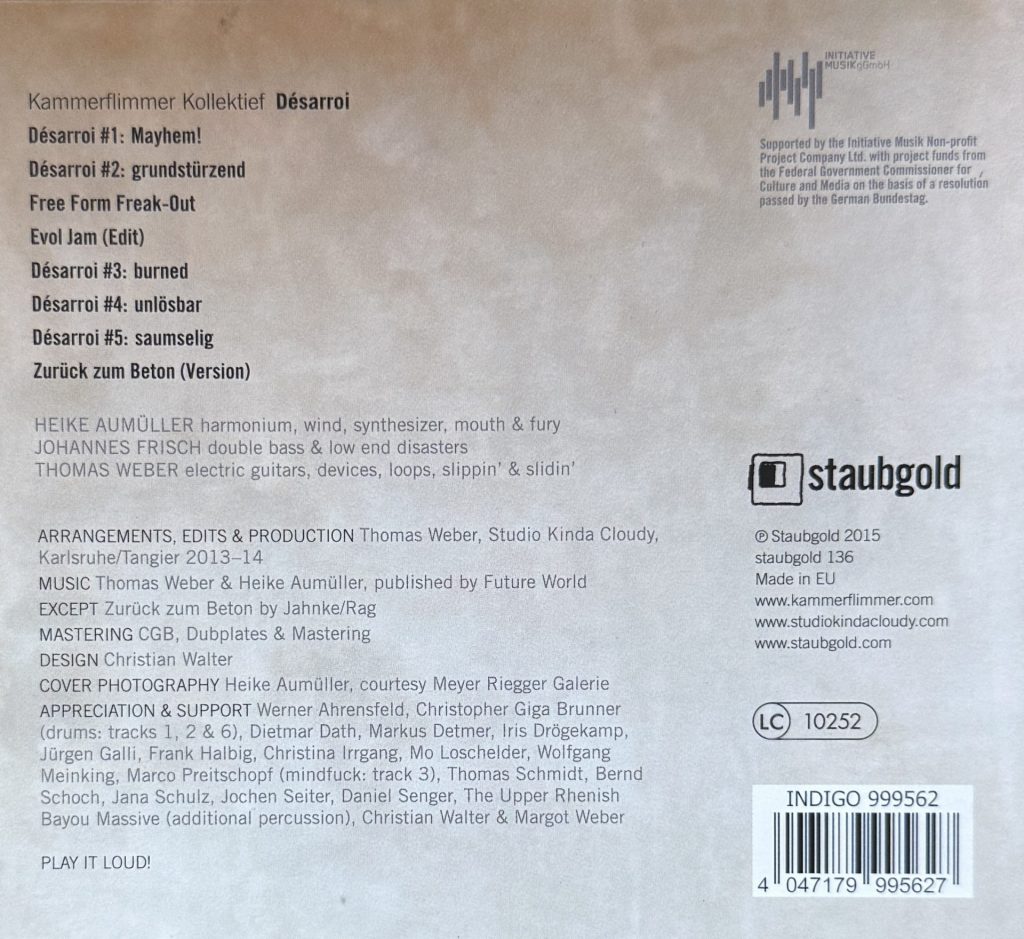 Kammerflimmer Kollektief Désarroi
Désarroi #1: Mayhem!
Désarroi #2: grundstürzend
Free Form Freak-Out
Evol Jam (Edit)
Désarroi #3: burned
Désarroi #4: unlösbar
Désarroi #5: saumselig
Zurück zum Beton (Version)
HEIKE AUMÜLLER harmonium, wind, synthesizer, mouth & fury
JOHANNES FRISCH double bass & low end disasters
THOMAS WEBER electric guitars, devices, loops, slippin' & slidin'
ARRANGEMENTS, EDITS & PRODUCTION Thomas Weber, Studio Kinda Cloudy,
Karlsruhe/Tangier 2013–14
MUSIC Thomas Weber & Heike Aumüller, published by Future World
EXCEPT Zurück zum Beton by Jahnke/Rag
MASTERING CGB, Dubplates & Mastering
DESIGN Christian Walter
COVER PHOTOGRAPHY Heike Aumüller, courtesy Meyer Riegger Galerie
APPRECIATION & SUPPORT Werner Ahrensfeld, Christopher Giga Brunner
(drums: tracks 1, 2 & 6), Dietmar Dath, Markus Detmer, Iris Drögekamp,
Jürgen Galli, Frank Halbig, Christina Irrgang, Mo Loschelder, Wolfgang
Meinking, Marco Preitschopf (mindfuck: track 3), Thomas Schmidt, Bernd
Schoch, Jana Schulz, Jochen Seiter, Daniel Senger, The Upper Rhenish
Bayou Massive (additional percussion), Christian Walter & Margot Weber
PLAY IT LOUD!
INITIATIVE
MUSIKgGmbH
Supported by the Initiative Musik Non-profit
Project Company Ltd. with project funds from
the Federal Government Commissioner for
Culture and Media on the basis of a resolution
passed by the German Bundestag.
staubgold
℗ Staubgold 2015
staubgold 136
Made in EU
www.kammerflimmer.com
www.studiokindacloudy.com
www.staubgold.com
LC 10252
INDIGO 999562
4 047179 995627